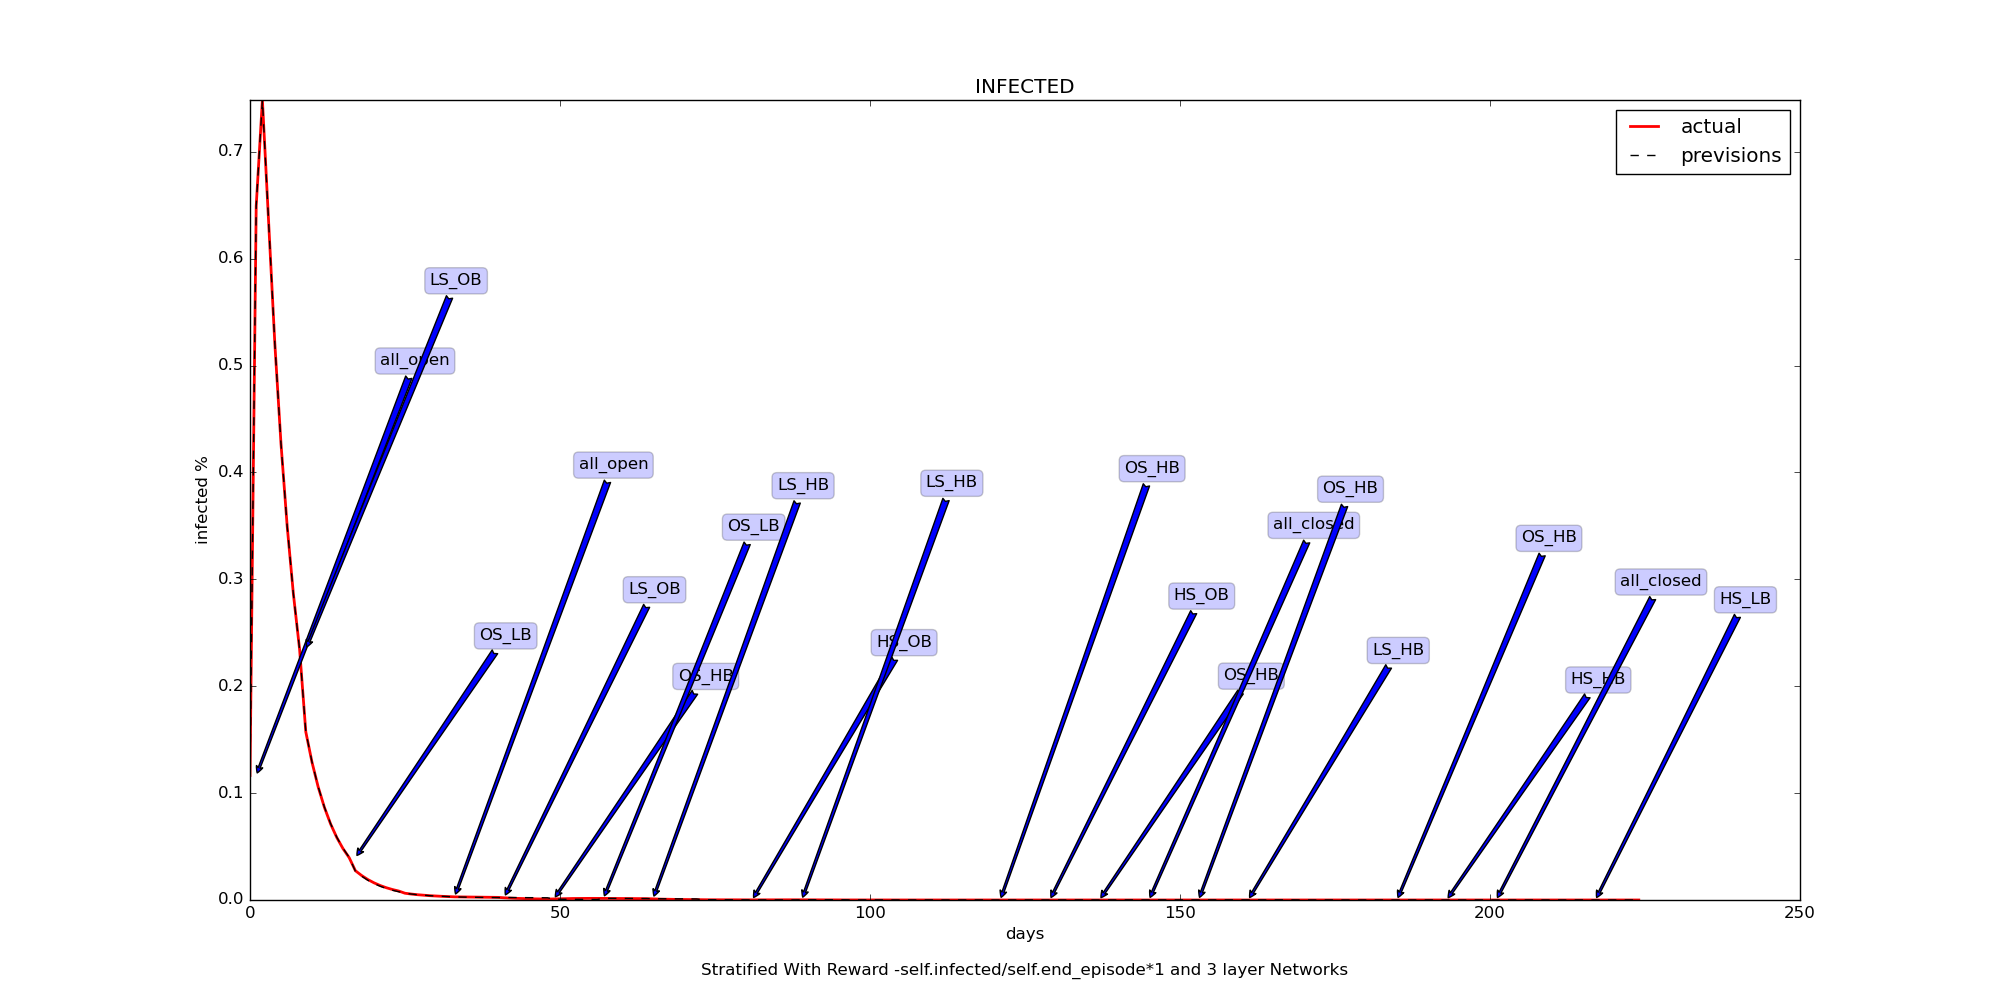 INFECTED
actual
previsions
infected %
0.7
0.6
0.5
0.4
0.3
0.2
0.1
0.0
LS_OB
all_open
OS_LB
all_open
LS_OB
OS_HB
OS_LB
LS_HB
HS_OB
LS_HB
OS_HB
HS_OB
OS_HB
all_closed
OS_HB
LS_HB
OS_HB
HS_HB
all_closed
HS_LB
0 50 100 150 200 250
days
Stratified With Reward -self.infected/self.end_episode*1 and 3 layer Networks